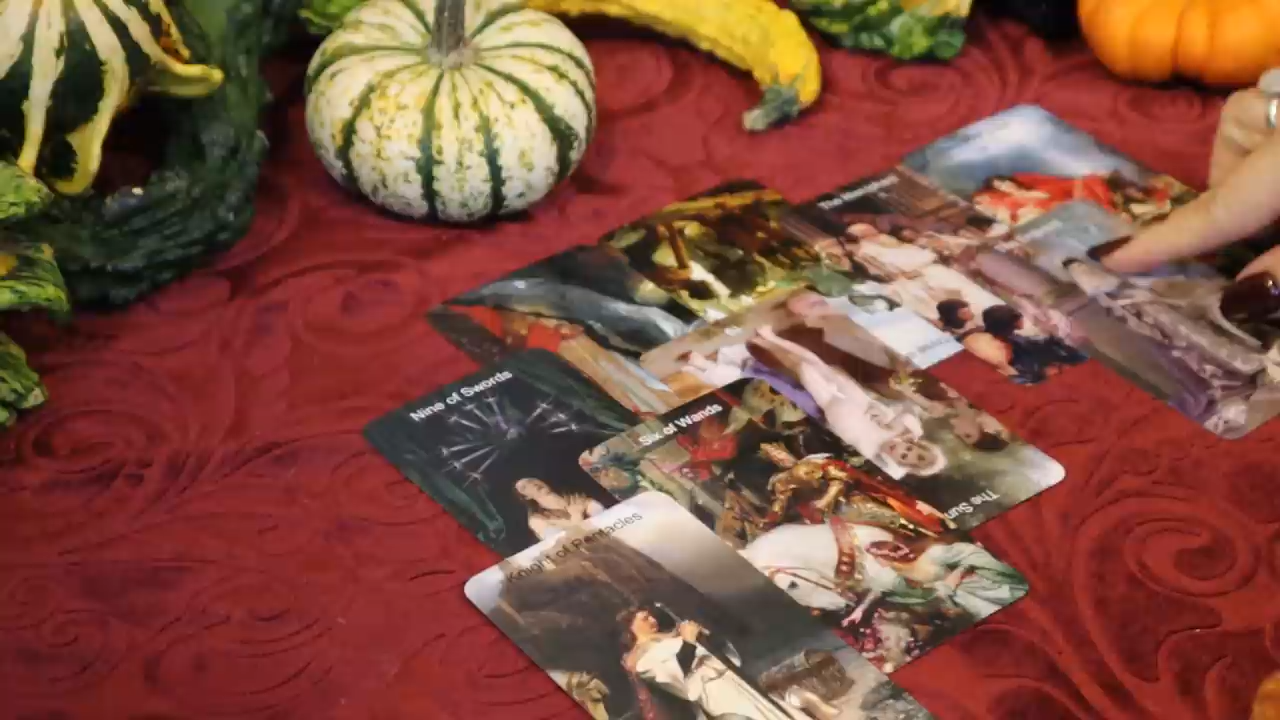 Nine of Swords
Six of Wands
The Sun
Knight of Pentacles